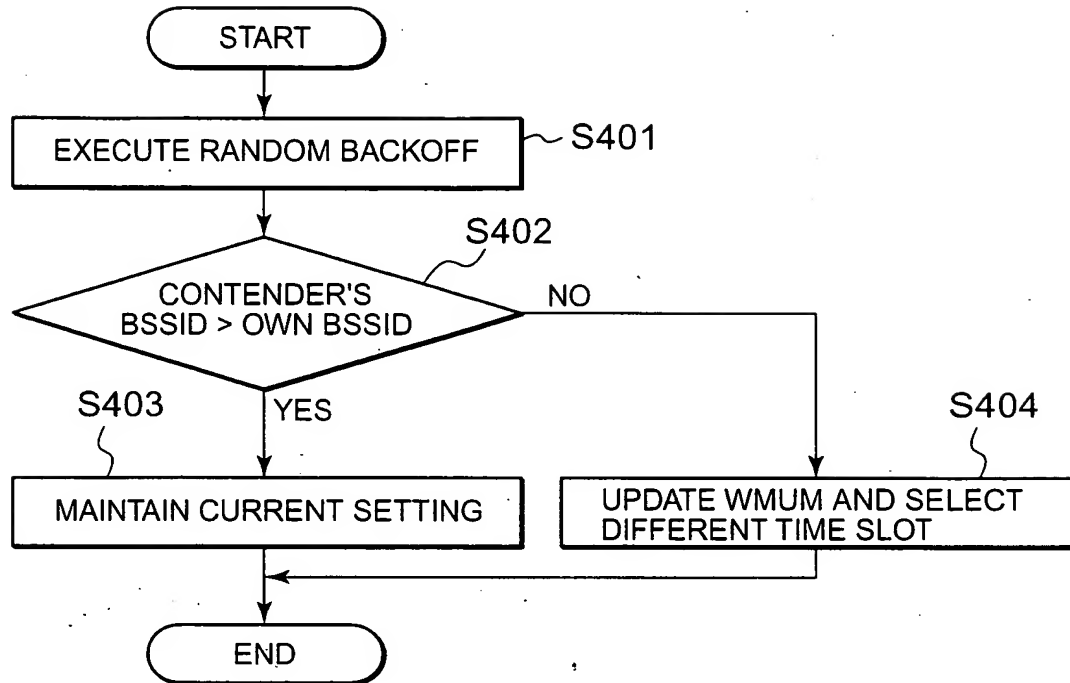 START
EXECUTE RANDOM BACKOFF
S401
S402
CONTENDER'S
BSSID > OWN BSSID
NO
YES
S403
S404
MAINTAIN CURRENT SETTING
UPDATE WMUM AND SELECT
DIFFERENT TIME SLOT
END